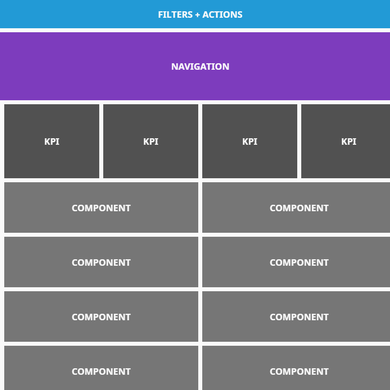 FILTERS + ACTIONS
NAVIGATION
KPI KPI KPI KPI
COMPONENT COMPONENT
COMPONENT COMPONENT
COMPONENT COMPONENT
COMPONENT COMPONENT